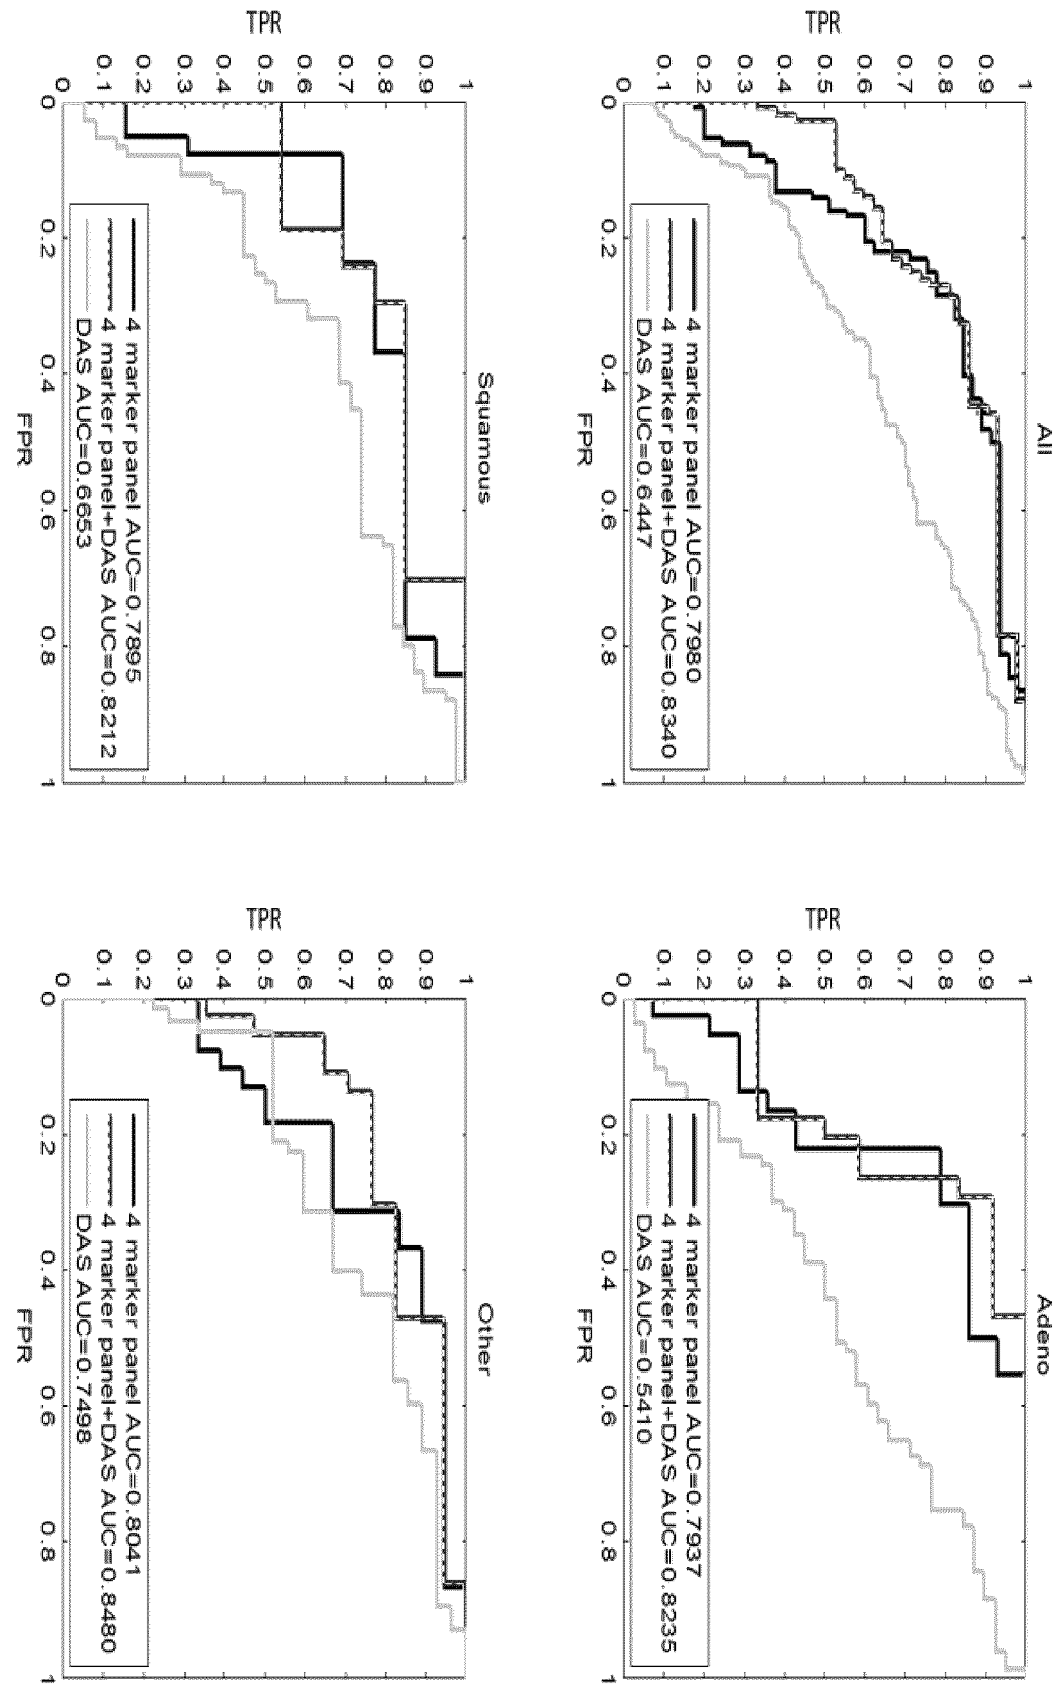 All
TPR
1
0.9
0.8
0.7
0.6
0.5
0.4
0.3
0.2
0.1
0
4 marker panel AUC=0.7980
4 marker panel+DAS AUC=0.8340
DAS AUC=0.6447
0 0.2 0.4 0.6 0.8 1
FPR
Adeno
TPR
1
0.9
0.8
0.7
0.6
0.5
0.4
0.3
0.2
0.1
0
4 marker panel AUC=0.7937
4 marker panel+DAS AUC=0.8235
DAS AUC=0.5410
0 0.2 0.4 0.6 0.8 1
FPR
Squamous
TPR
1
0.9
0.8
0.7
0.6
0.5
0.4
0.3
0.2
0.1
0
4 marker panel AUC=0.7895
4 marker panel+DAS AUC=0.8212
DAS AUC=0.6653
0 0.2 0.4 0.6 0.8 1
FPR
Other
TPR
1
0.9
0.8
0.7
0.6
0.5
0.4
0.3
0.2
0.1
0
4 marker panel AUC=0.8041
4 marker panel+DAS AUC=0.8480
DAS AUC=0.7498
0 0.2 0.4 0.6 0.8 1
FPR